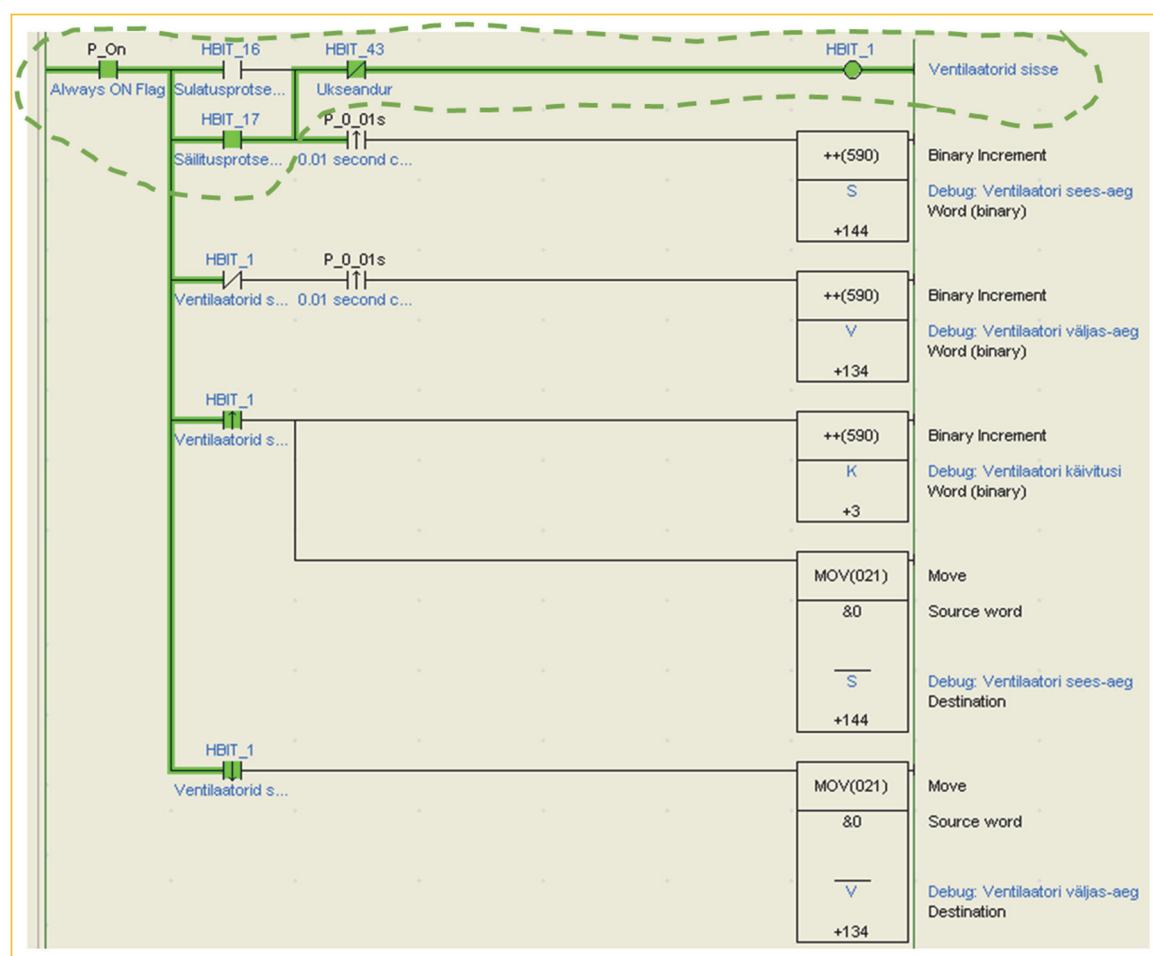 P_On HBIT_16 HBIT_43 HBIT_1
Always ON Flag Sulatusprotse... Ukseandur Ventilaatorid sisse
HBIT_17 P_0_01s
Säilitusprotse... 0.01 second c...
++(590) Binary Increment
S Debug: Ventilaatori sees-aeg
Word (binary)
+144
HBIT_1 P_0_01s
Ventilaatorid s... 0.01 second c...
++(590) Binary Increment
V Debug: Ventilaatori väljas-aeg
Word (binary)
+134
HBIT_1
Ventilaatorid s...
++(590) Binary Increment
K Debug: Ventilaatori käivitusi
Word (binary)
+3
MOV(021) Move
&0 Source word
S Debug: Ventilaatori sees-aeg
Destination
+144
HBIT_1
Ventilaatorid s...
MOV(021) Move
&0 Source word
V Debug: Ventilaatori väljas-aeg
Destination
+134